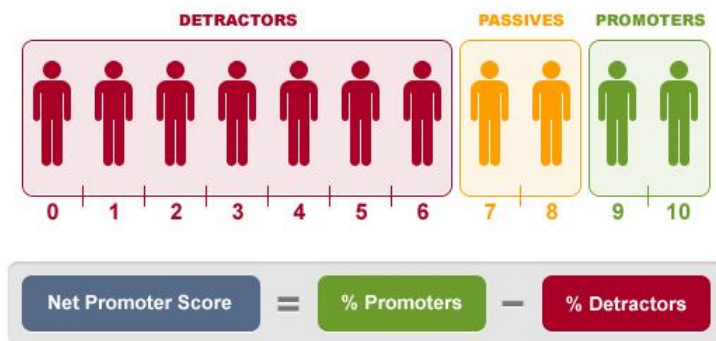 DETRACTORS PASSIVES PROMOTERS
0 1 2 3 4 5 6 7 8 9 10
Net Promoter Score = % Promoters − % Detractors